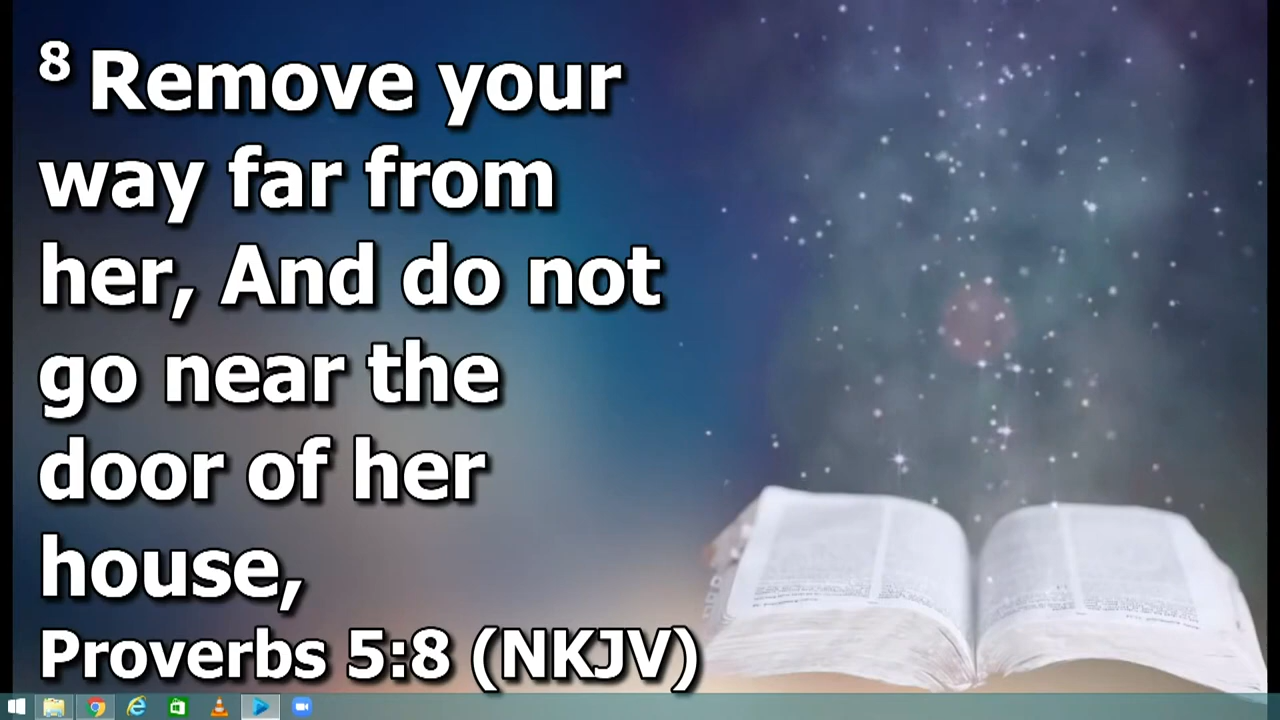 8 Remove your
way far from
her, And do not
go near the
door of her
house,
Proverbs 5:8 (NKJV)